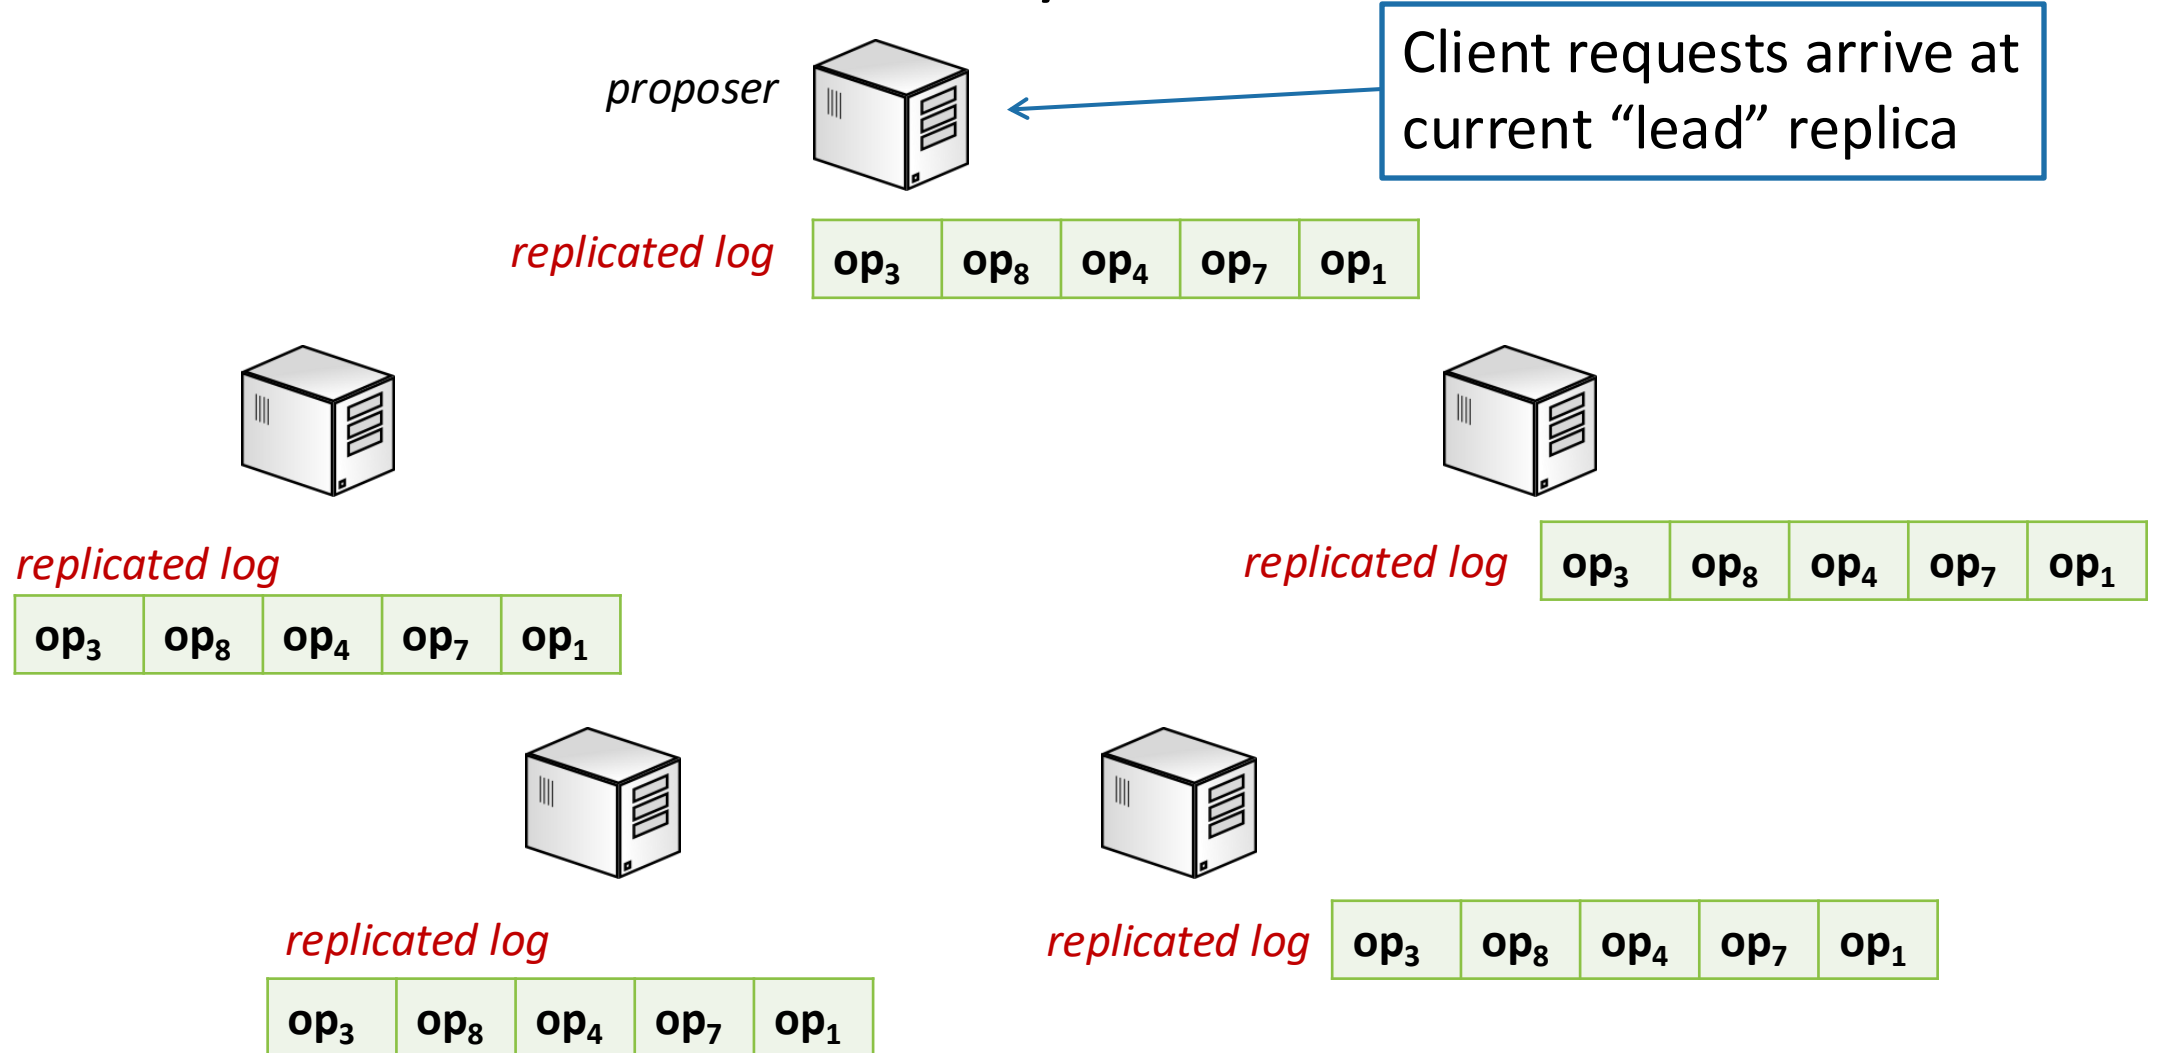 Client requests arrive at
current “lead” replica
proposer
replicated log
op₃ op₈ op₄ op₇ op₁
replicated log
op₃ op₈ op₄ op₇ op₁
replicated log
op₃ op₈ op₄ op₇ op₁
replicated log
op₃ op₈ op₄ op₇ op₁
replicated log
op₃ op₈ op₄ op₇ op₁